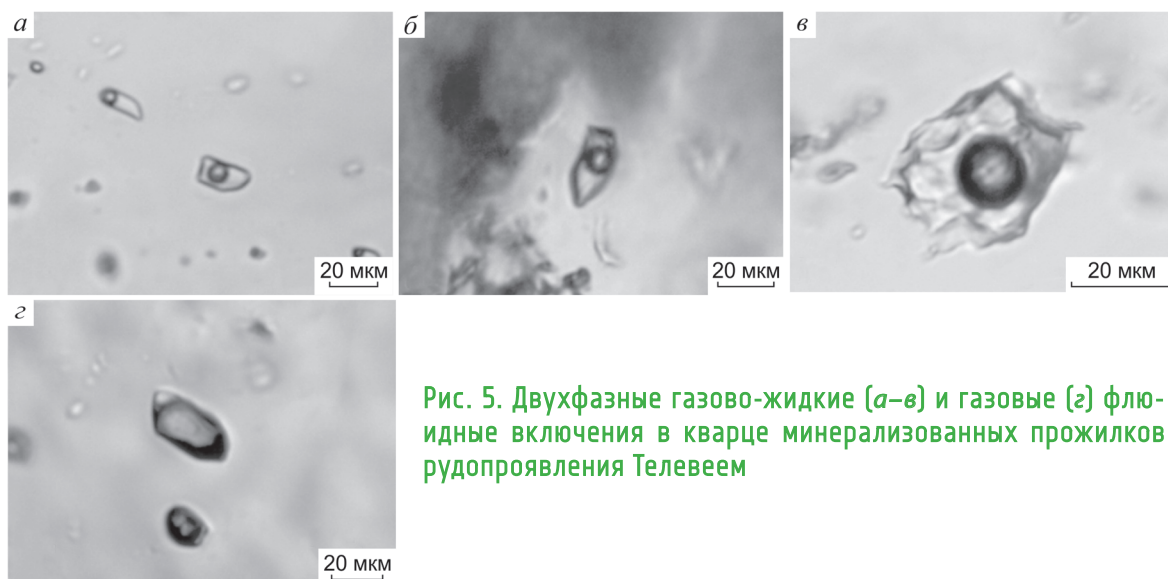 а
б
в
20 мкм
20 мкм
20 мкм
г
20 мкм
Рис. 5. Двухфазные газово-жидкие (а–в) и газовые (г) флю-
идные включения в кварце минерализованных прожилков
рудопроявления Телевеем